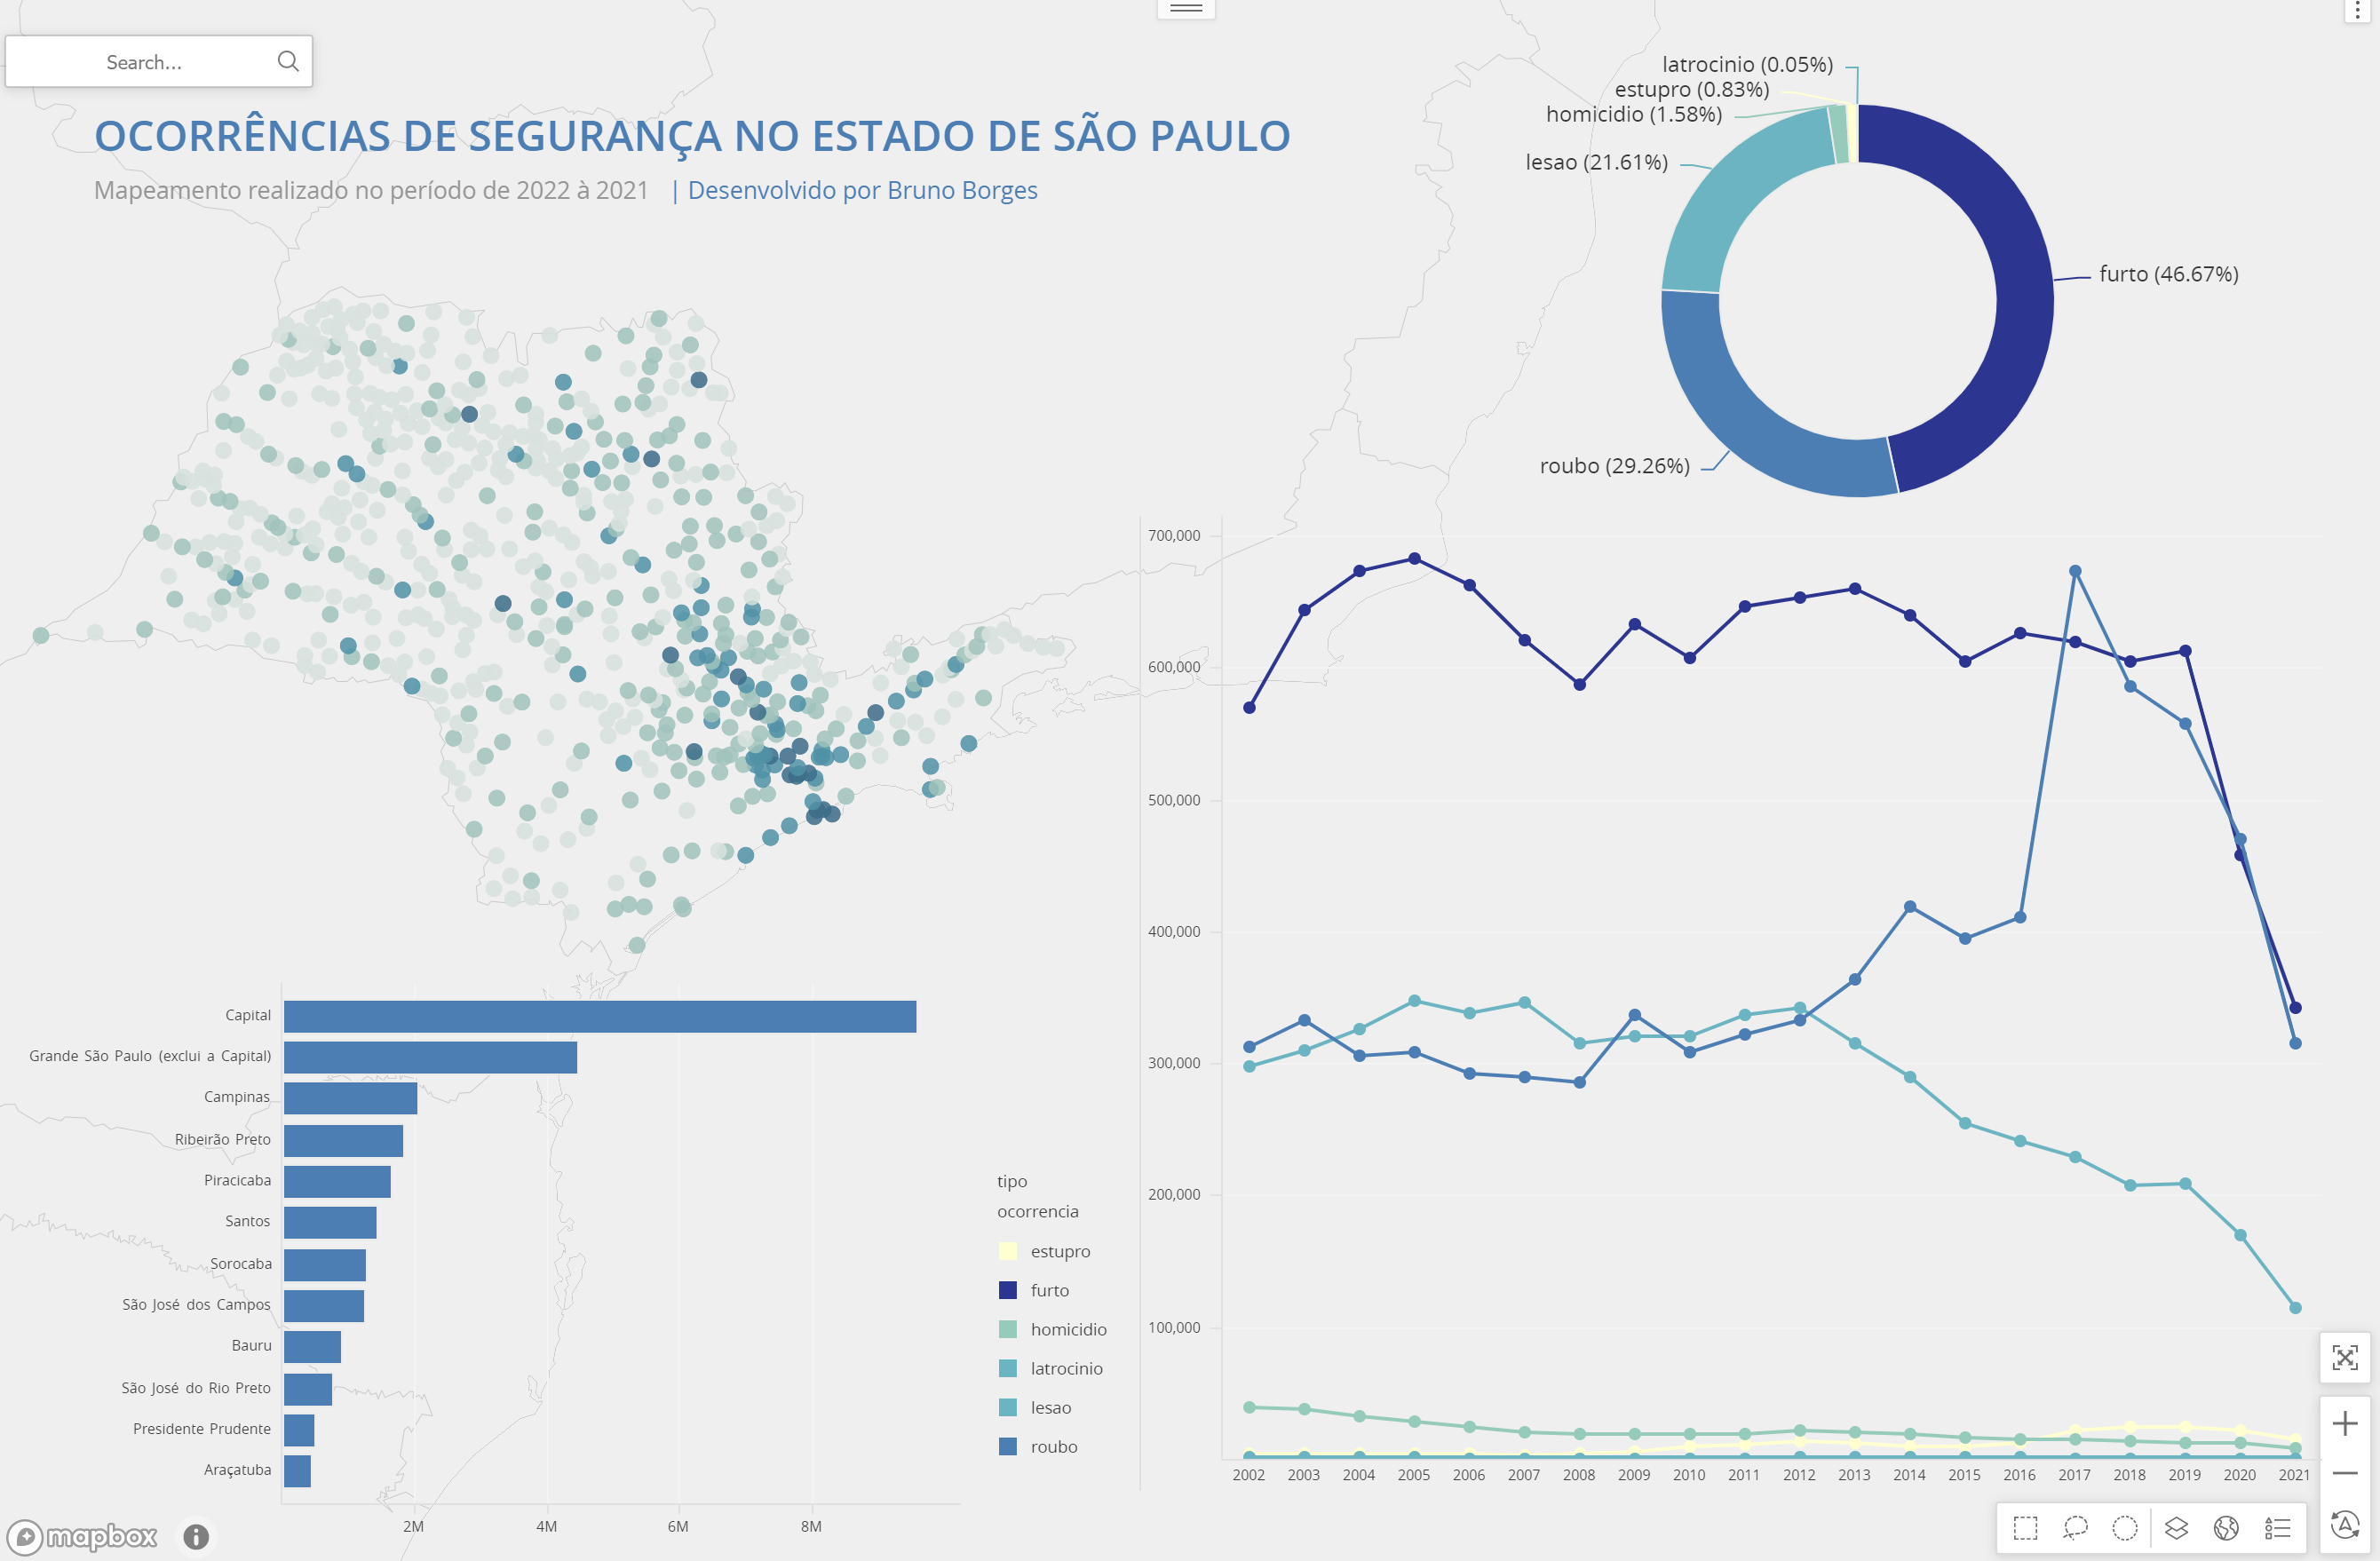 Search...
OCORRÊNCIAS DE SEGURANÇA NO ESTADO DE SÃO PAULO
Mapeamento realizado no período de 2022 à 2021 | Desenvolvido por Bruno Borges
latrocinio (0.05%)
estupro (0.83%)
homicidio (1.58%)
lesao (21.61%)
furto (46.67%)
roubo (29.26%)
Capital
Grande São Paulo (exclui a Capital)
Campinas
Ribeirão Preto
Piracicaba
Santos
Sorocaba
São José dos Campos
Bauru
São José do Rio Preto
Presidente Prudente
Araçatuba
2M 4M 6M 8M
tipo
ocorrencia
estupro
furto
homicidio
latrocinio
lesao
roubo
700,000
600,000
500,000
400,000
300,000
200,000
100,000
2002 2003 2004 2005 2006 2007 2008 2009 2010 2011 2012 2013 2014 2015 2016 2017 2018 2019 2020 2021
mapbox